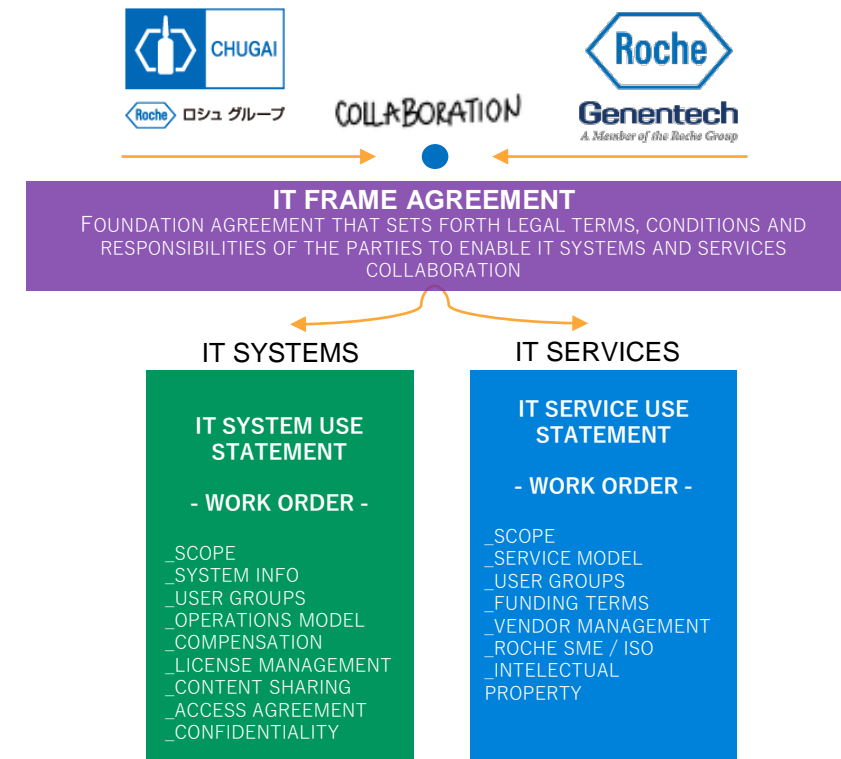 CHUGAI
Roche ロシュ グループ
COLLABORATION
Roche
Genentech
A Member of the Roche Group
IT FRAME AGREEMENT
FOUNDATION AGREEMENT THAT SETS FORTH LEGAL TERMS, CONDITIONS AND
RESPONSIBILITIES OF THE PARTIES TO ENABLE IT SYSTEMS AND SERVICES
COLLABORATION
IT SYSTEMS
IT SYSTEM USE
STATEMENT
- WORK ORDER -
_SCOPE
_SYSTEM INFO
_USER GROUPS
_OPERATIONS MODEL
_COMPENSATION
_LICENSE MANAGEMENT
_CONTENT SHARING
_ACCESS AGREEMENT
_CONFIDENTIALITY
IT SERVICES
IT SERVICE USE
STATEMENT
- WORK ORDER -
_SCOPE
_SERVICE MODEL
_USER GROUPS
_FUNDING TERMS
_VENDOR MANAGEMENT
_ROCHE SME / ISO
_INTELECTUAL
PROPERTY